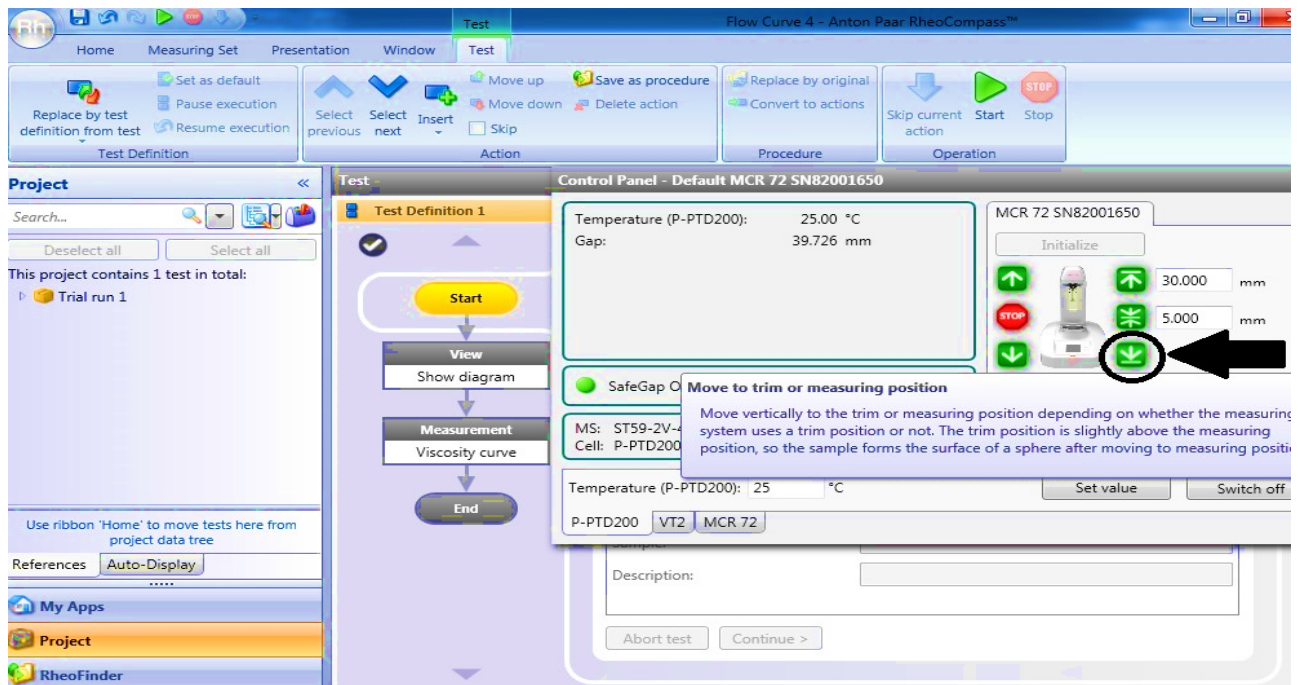 Rh
Test
Flow Curve 4 - Anton Paar RheoCompass™
Home
Measuring Set
Presentation
Window
Test
Replace by test
definition from test
Set as default
Pause execution
Resume execution
Test Definition
Select
previous
Select
next
Insert
Move up
Move down
Skip
Save as procedure
Delete action
Action
Replace by original
Convert to actions
Procedure
Skip current
action
Start
STOP
Stop
Operation
Project
Search...
Deselect all
Select all
This project contains 1 test in total:
Trial run 1
Use ribbon 'Home' to move tests here from
project data tree
References
Auto-Display
My Apps
Project
RheoFinder
Test -
Test Definition 1
Start
View
Show diagram
Measurement
Viscosity curve
End
Control Panel - Default MCR 72 SN82001650
Temperature (P-PTD200): 25.00 °C
Gap: 39.726 mm
MCR 72 SN82001650
Initialize
30.000 mm
STOP
5.000 mm
SafeGap O
MS: ST59-2V-4
Cell: P-PTD200
Move to trim or measuring position
Move vertically to the trim or measuring position depending on whether the measuring
system uses a trim position or not. The trim position is slightly above the measuring
position, so the sample forms the surface of a sphere after moving to measuring positi
Temperature (P-PTD200): 25 °C
Set value
Switch off
P-PTD200
VT2
MCR 72
Sample:
Description:
Abort test
Continue >